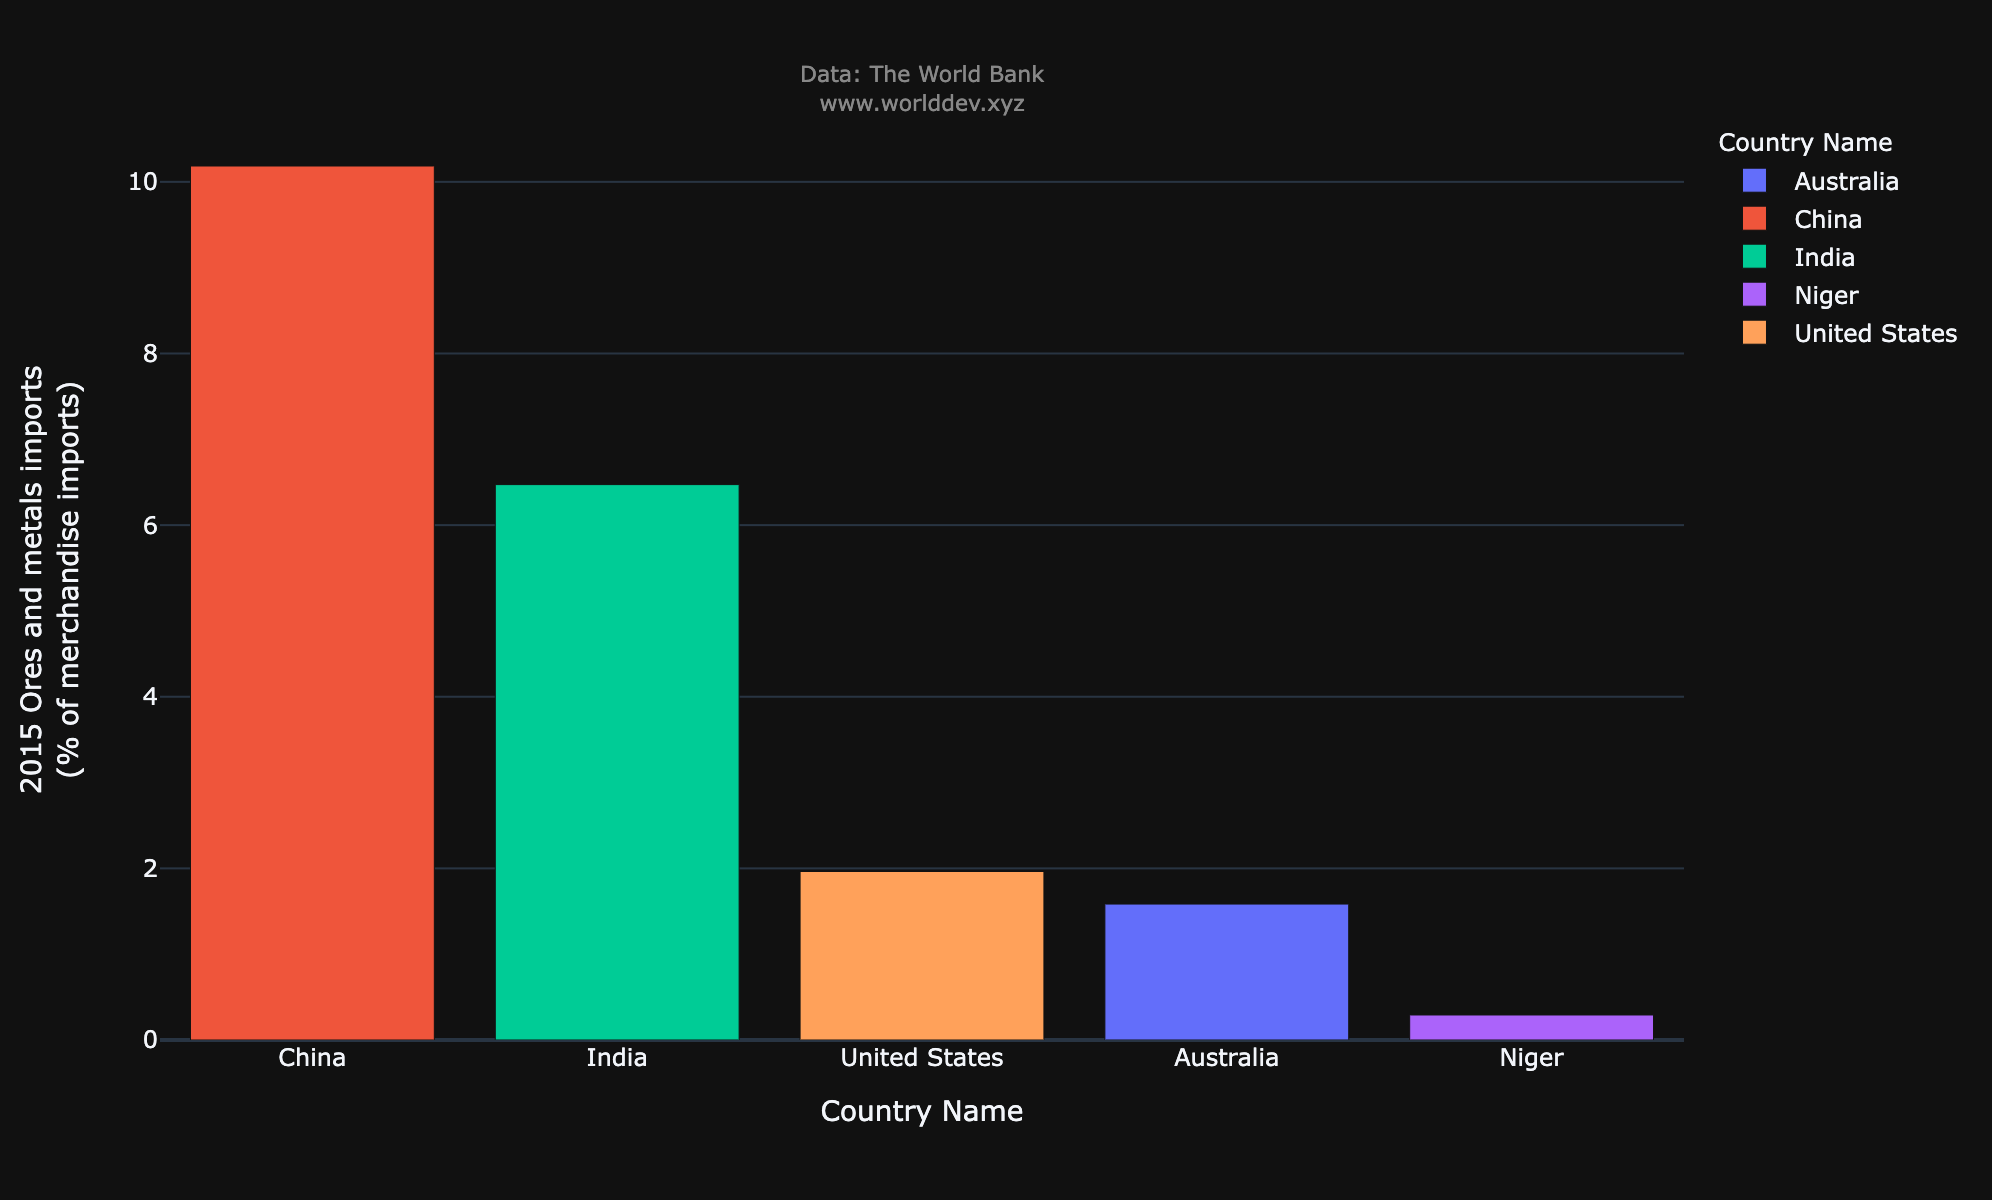 Data: The World Bank
www.worlddev.xyz
2015 Ores and metals imports
(% of merchandise imports)
10
8
6
4
2
0
China
India
United States
Australia
Niger
Country Name
Country Name
Australia
China
India
Niger
United States